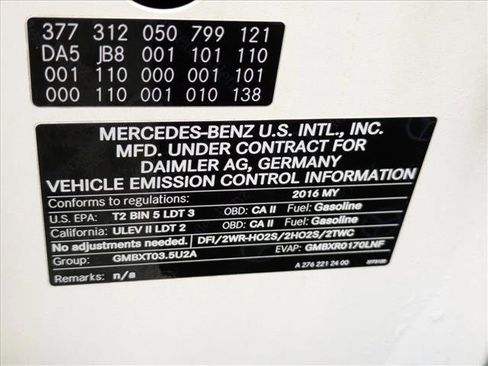 377 312 050 799 121
DA5 JB8 001 101 110
001 110 000 001 101
000 110 001 010 138
MERCEDES-BENZ U.S. INTL., INC.
MFD. UNDER CONTRACT FOR
DAIMLER AG, GERMANY
VEHICLE EMISSION CONTROL INFORMATION
Conforms to regulations: 2016 MY
U.S. EPA: T2 BIN 5 LDT 3 OBD: CA II Fuel: Gasoline
California: ULEV II LDT 2 OBD: CA II Fuel: Gasoline
No adjustments needed. DFI/2WR-HO2S/2HO2S/2TWC
Group: GMBXT03.5U2A EVAP: GMBXR0170LNF
Remarks: n/a A 276 221 24 00